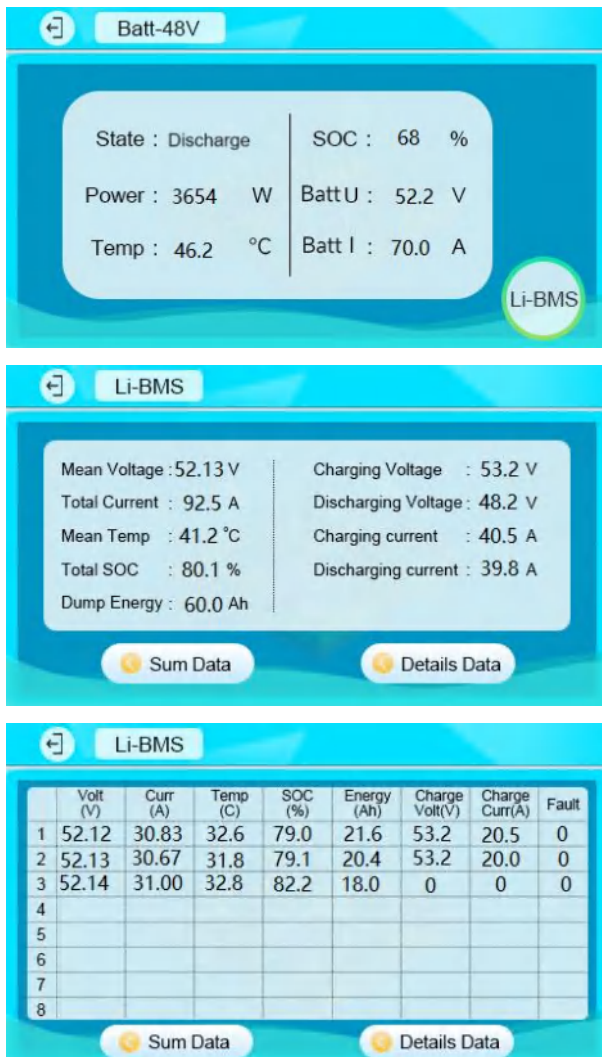 Batt-48V
State : Discharge SOC : 68 %
Power : 3654 W Batt U : 52.2 V
Temp : 46.2 °C Batt I : 70.0 A
Li-BMS
Li-BMS
Mean Voltage : 52.13 V Charging Voltage : 53.2 V
Total Current : 92.5 A Discharging Voltage : 48.2 V
Mean Temp : 41.2 °C Charging current : 40.5 A
Total SOC : 80.1 % Discharging current : 39.8 A
Dump Energy : 60.0 Ah
Sum Data Details Data
Li-BMS
Volt (V) Curr (A) Temp (C) SOC (%) Energy (Ah) Charge Volt(V) Charge Curr(A) Fault
1 52.12 30.83 32.6 79.0 21.6 53.2 20.5 0
2 52.13 30.67 31.8 79.1 20.4 53.2 20.0 0
3 52.14 31.00 32.8 82.2 18.0 0 0 0
4
5
6
7
8
Sum Data Details Data